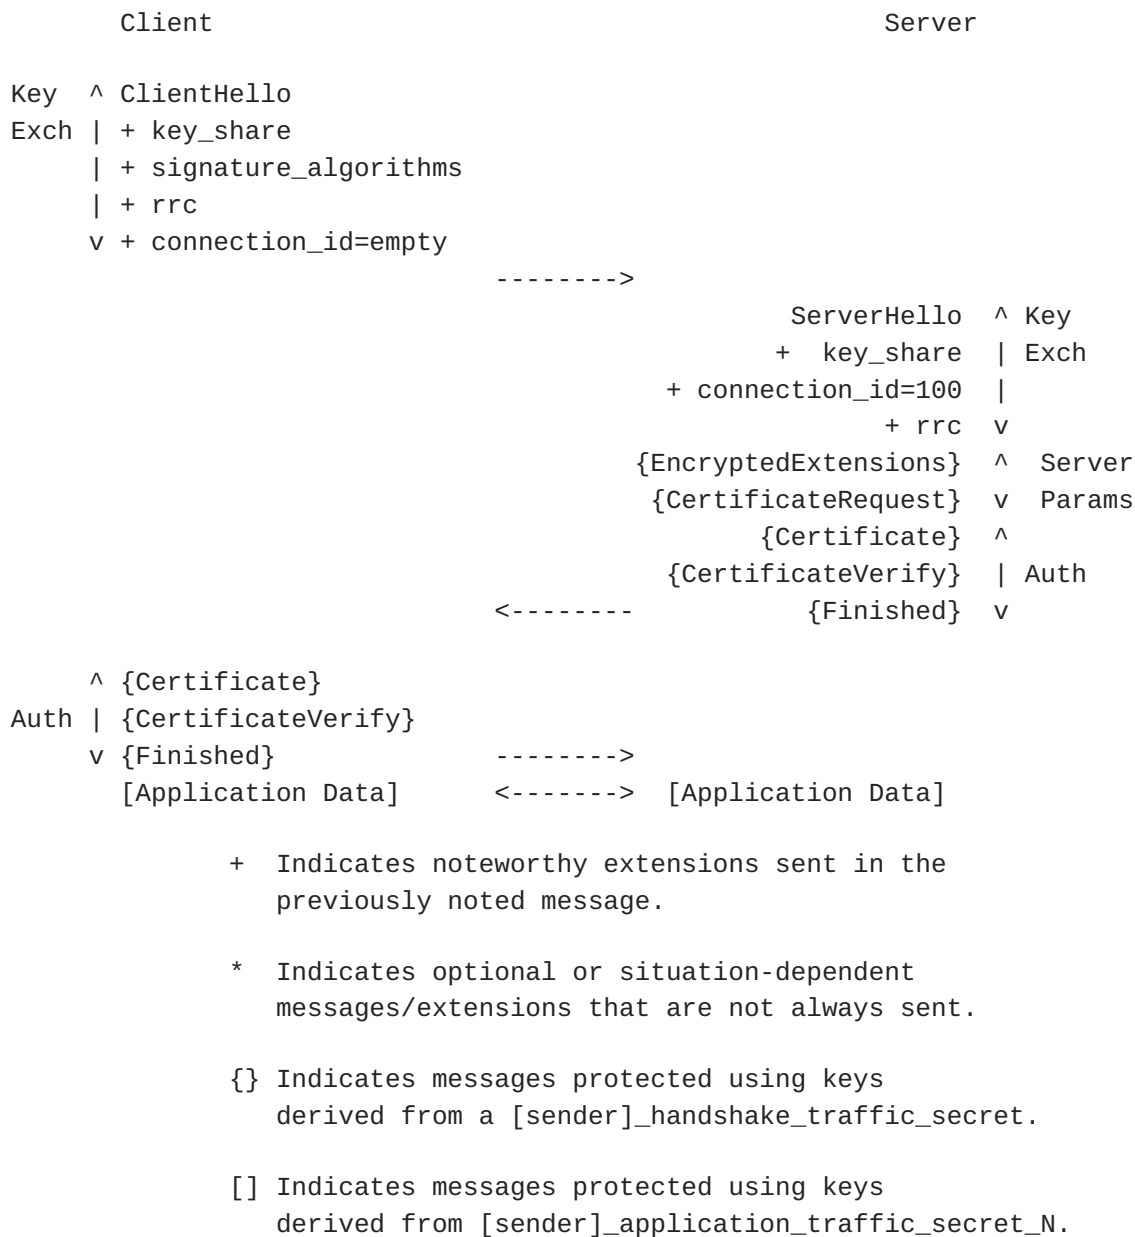 Client                                           Server

Key  ^ ClientHello
Exch | + key_share
     | + signature_algorithms
     | + rrc
     v + connection_id=empty
                               -------->
                                                  ServerHello  ^ Key
                                                 +  key_share  | Exch
                                          + connection_id=100  |
                                                        + rrc  v
                                        {EncryptedExtensions}  ^  Server
                                         {CertificateRequest}  v  Params
                                                {Certificate}  ^
                                          {CertificateVerify}  | Auth
                               <--------           {Finished}  v

     ^ {Certificate}
Auth | {CertificateVerify}
     v {Finished}              -------->
       [Application Data]      <------->  [Application Data]

              +  Indicates noteworthy extensions sent in the
                 previously noted message.

              *  Indicates optional or situation-dependent
                 messages/extensions that are not always sent.

              {} Indicates messages protected using keys
                 derived from a [sender]_handshake_traffic_secret.

              [] Indicates messages protected using keys
                 derived from [sender]_application_traffic_secret_N.